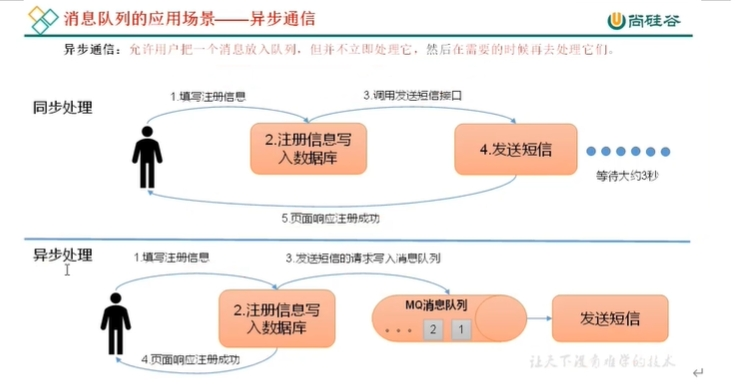 消息队列的应用场景——异步通信
尚硅谷
异步通信：允许用户把一个消息放入队列，但并不立即处理它，然后在需要的时候再去处理它们。
同步处理
1.填写注册信息
3.调用发送短信接口
2.注册信息写
入数据库
4.发送短信
等待大约3秒
5.页面响应注册成功
异步处理
1.填写注册信息
3.发送短信的请求写入消息队列
2.注册信息写
入数据库
MQ消息队列
2 1
发送短信
4.页面响应注册成功
让天下没有难学的技术